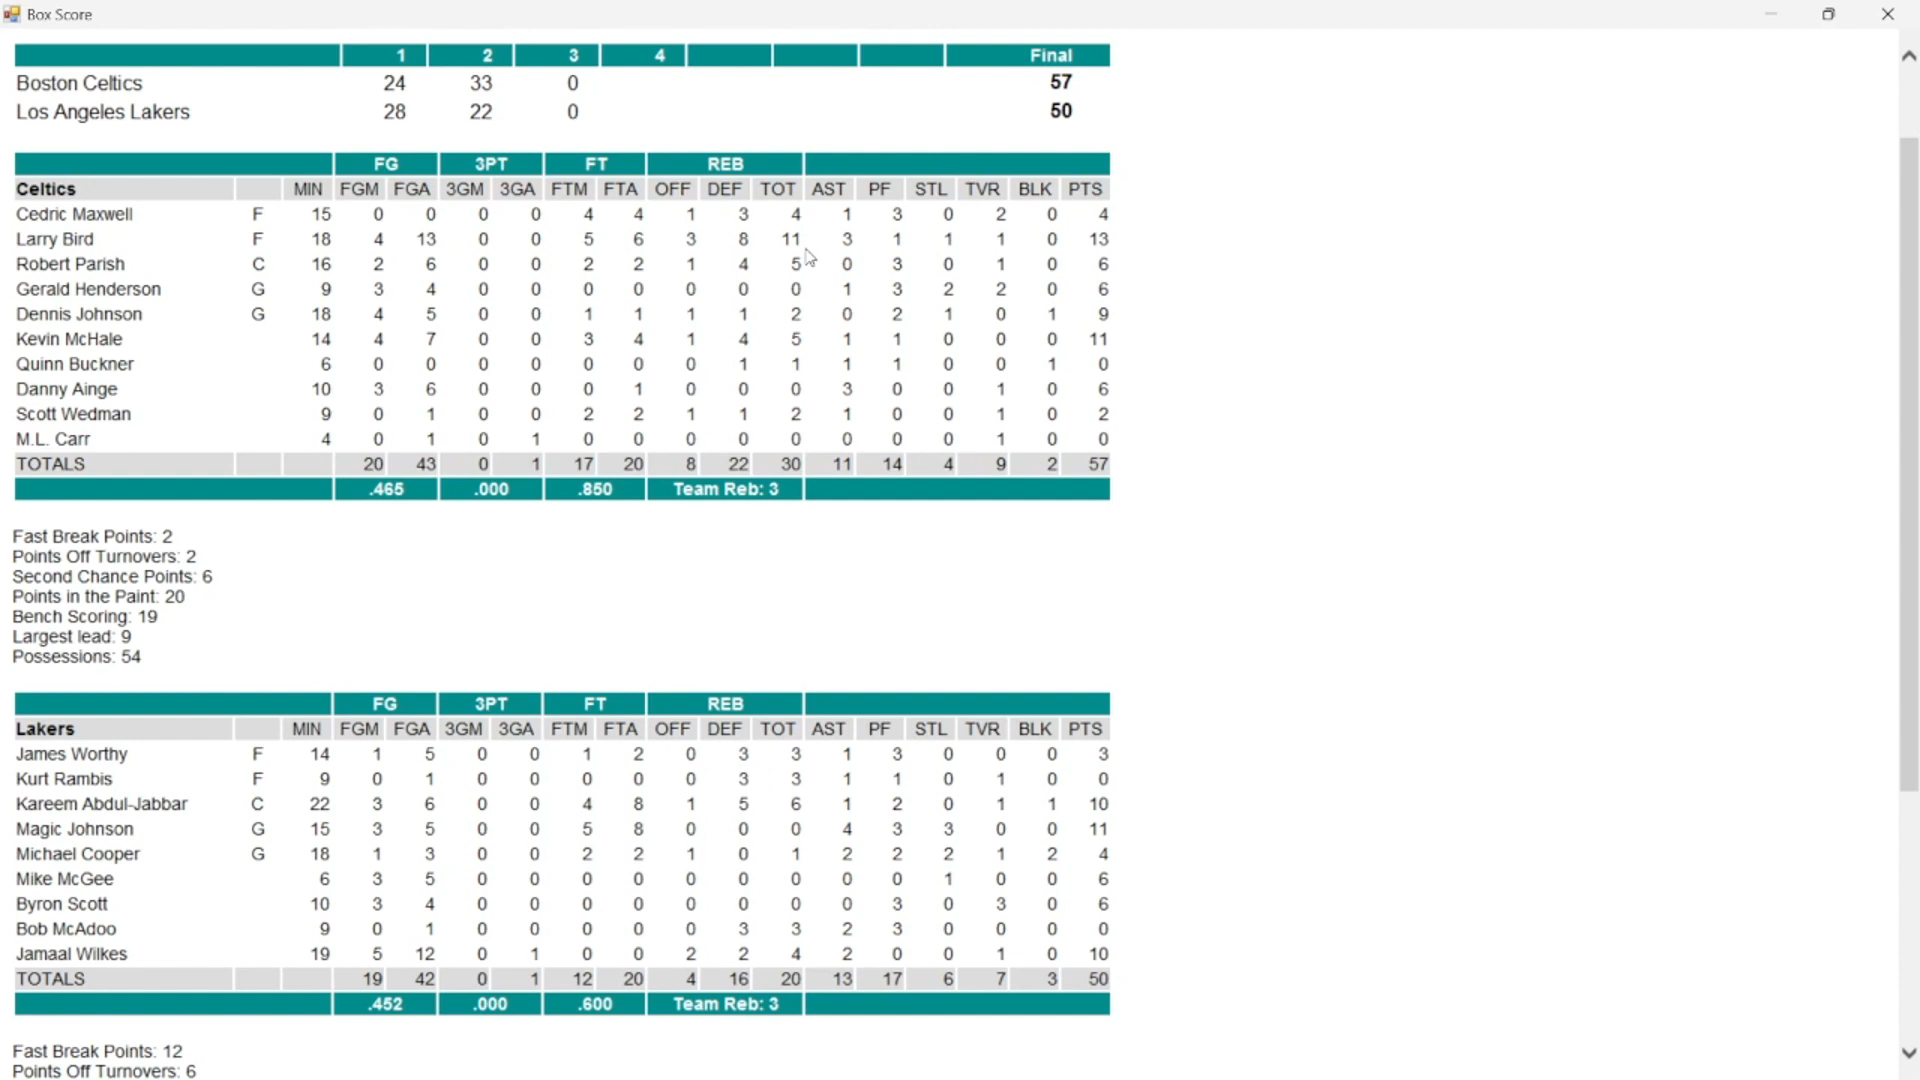 Box Score
1 2 3 4 Final
Boston Celtics 24 33 0 57
Los Angeles Lakers 28 22 0 50
FG 3PT FT REB
Celtics MIN FGM FGA 3GM 3GA FTM FTA OFF DEF TOT AST PF STL TVR BLK PTS
Cedric Maxwell F 15 0 0 0 0 4 4 1 3 4 1 3 0 2 0 4
Larry Bird F 18 4 13 0 0 5 6 3 8 11 3 1 1 1 0 13
Robert Parish C 16 2 6 0 0 2 2 1 4 5 0 3 0 1 0 6
Gerald Henderson G 9 3 4 0 0 0 0 0 0 0 1 3 2 2 0 6
Dennis Johnson G 18 4 5 0 0 1 1 1 1 2 0 2 1 0 1 9
Kevin McHale 14 4 7 0 0 3 4 1 4 5 1 1 0 0 0 11
Quinn Buckner 6 0 0 0 0 0 0 0 1 1 1 1 0 0 1 0
Danny Ainge 10 3 6 0 0 0 1 0 0 0 3 0 0 1 0 6
Scott Wedman 9 0 1 0 0 2 2 1 1 2 1 0 0 1 0 2
M.L. Carr 4 0 1 0 1 0 0 0 0 0 0 0 0 1 0 0
TOTALS 20 43 0 1 17 20 8 22 30 11 14 4 9 2 57
.465 .000 .850 Team Reb: 3
Fast Break Points: 2
Points Off Turnovers: 2
Second Chance Points: 6
Points in the Paint: 20
Bench Scoring: 19
Largest lead: 9
Possessions: 54
FG 3PT FT REB
Lakers MIN FGM FGA 3GM 3GA FTM FTA OFF DEF TOT AST PF STL TVR BLK PTS
James Worthy F 14 1 5 0 0 1 2 0 3 3 1 3 0 0 0 3
Kurt Rambis F 9 0 1 0 0 0 0 0 3 3 1 1 0 1 0 0
Kareem Abdul-Jabbar C 22 3 6 0 0 4 8 1 5 6 1 2 0 1 1 10
Magic Johnson G 15 3 5 0 0 5 8 0 0 0 4 3 3 0 0 11
Michael Cooper G 18 1 3 0 0 2 2 1 0 1 2 2 2 1 2 4
Mike McGee 6 3 5 0 0 0 0 0 0 0 0 0 1 0 0 6
Byron Scott 10 3 4 0 0 0 0 0 0 0 0 3 0 3 0 6
Bob McAdoo 9 0 1 0 0 0 0 0 3 3 2 3 0 0 0 0
Jamaal Wilkes 19 5 12 0 1 0 0 2 2 4 2 0 0 1 0 10
TOTALS 19 42 0 1 12 20 4 16 20 13 17 6 7 3 50
.452 .000 .600 Team Reb: 3
Fast Break Points: 12
Points Off Turnovers: 6